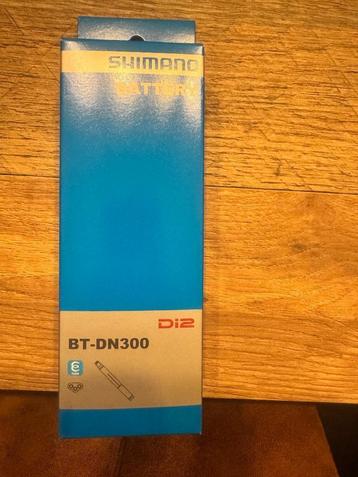 SHIMANO
BATTERY
Di2
BT-DN300